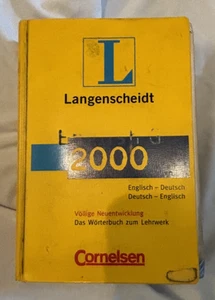 L
Langenscheidt
2000
Englisch – Deutsch
Deutsch – Englisch
Völlige Neuentwicklung
Das Wörterbuch zum Lehrwerk
Cornelsen